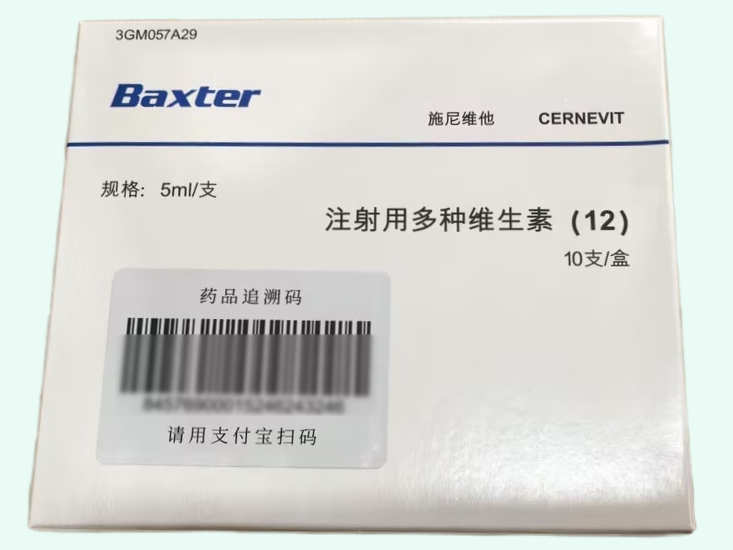 3GM057A29
Baxter
施尼维他 CERNEVIT
规格: 5ml/支
注射用多种维生素 (12)
10支/盒
药品追溯码
请用支付宝扫码